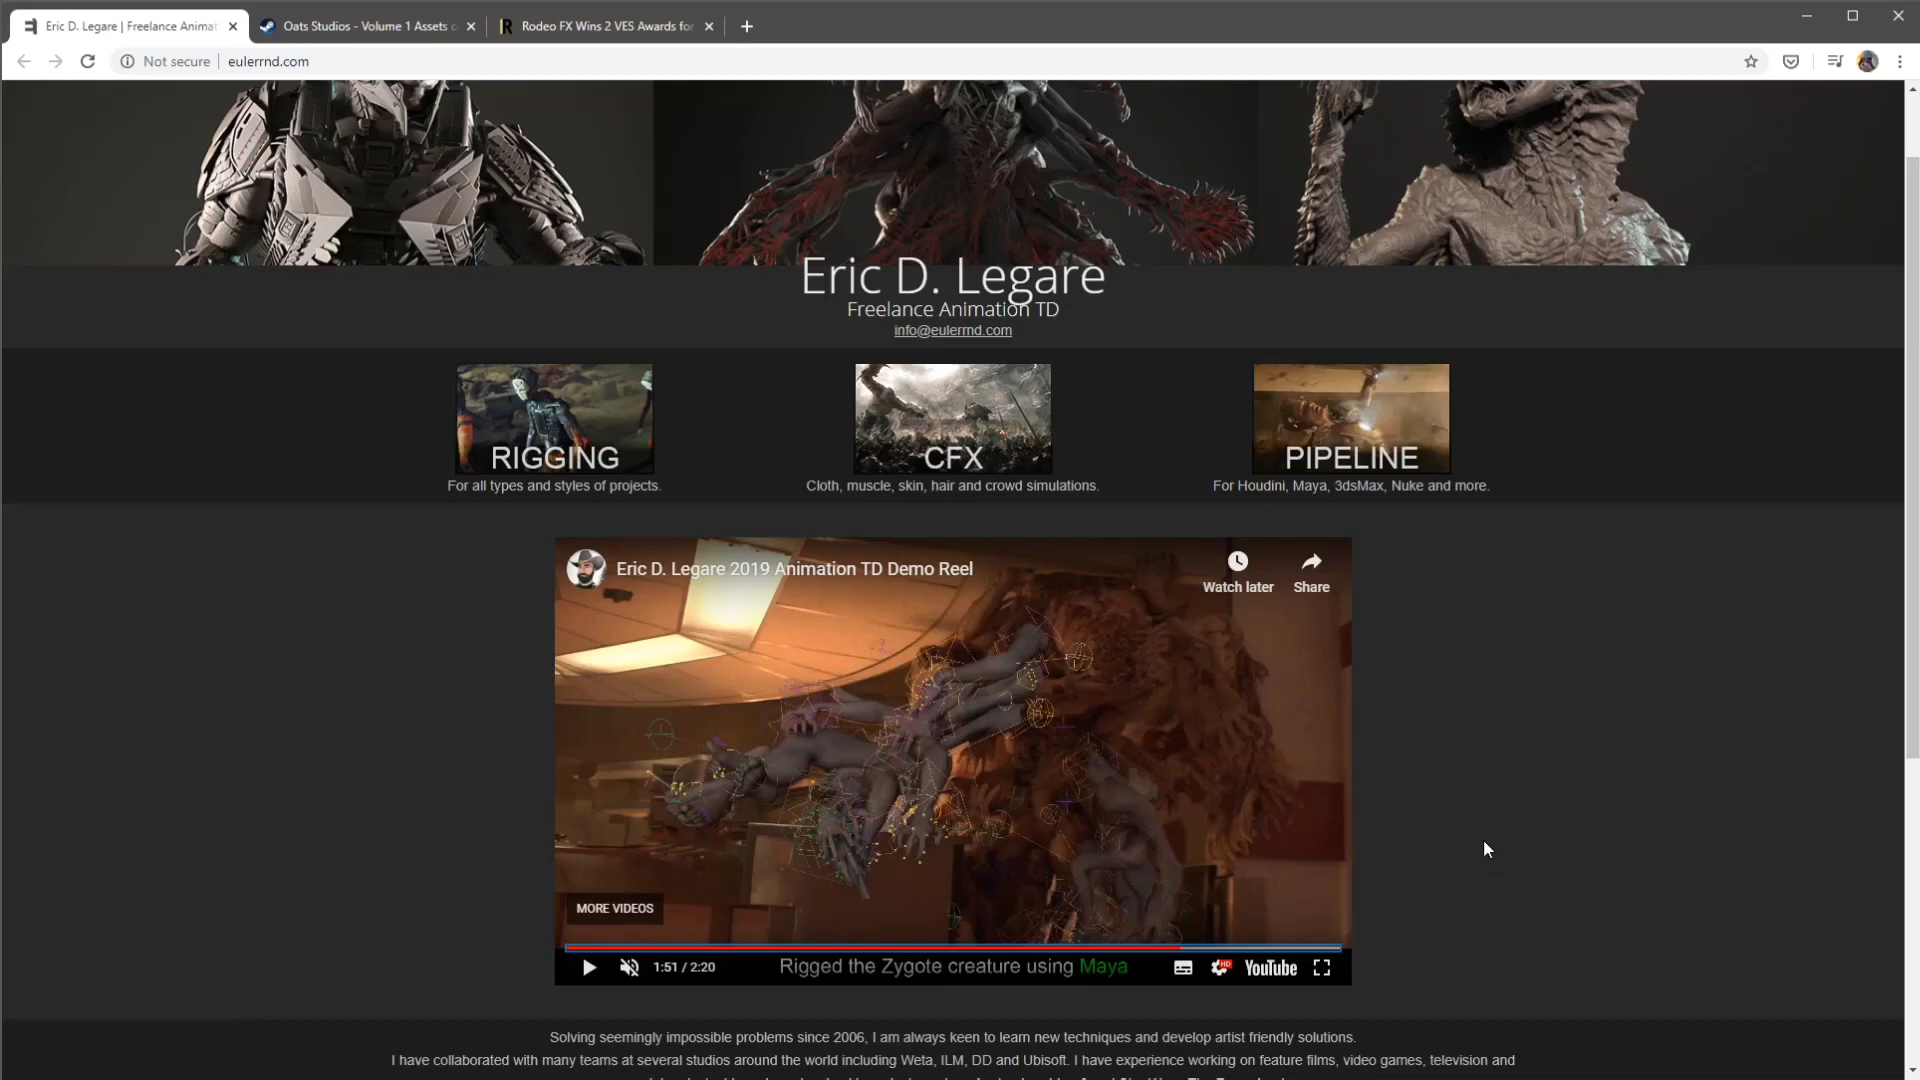 Eric D. Legare | Freelance Animat
Oats Studios - Volume 1 Assets o
Rodeo FX Wins 2 VES Awards for
Not secure
eulerrnd.com
Eric D. Legare
Freelance Animation TD
info@eulerrnd.com
RIGGING
CFX
PIPELINE
For all types and styles of projects.
Cloth, muscle, skin, hair and crowd simulations.
For Houdini, Maya, 3dsMax, Nuke and more.
Eric D. Legare 2019 Animation TD Demo Reel
Watch later
Share
MORE VIDEOS
1:51 / 2:20
Rigged the Zygote creature using Maya
HD
YouTube
Solving seemingly impossible problems since 2006, I am always keen to learn new techniques and develop artist friendly solutions.
I have collaborated with many teams at several studios around the world including Weta, ILM, DD and Ubisoft. I have experience working on feature films, video games, television and